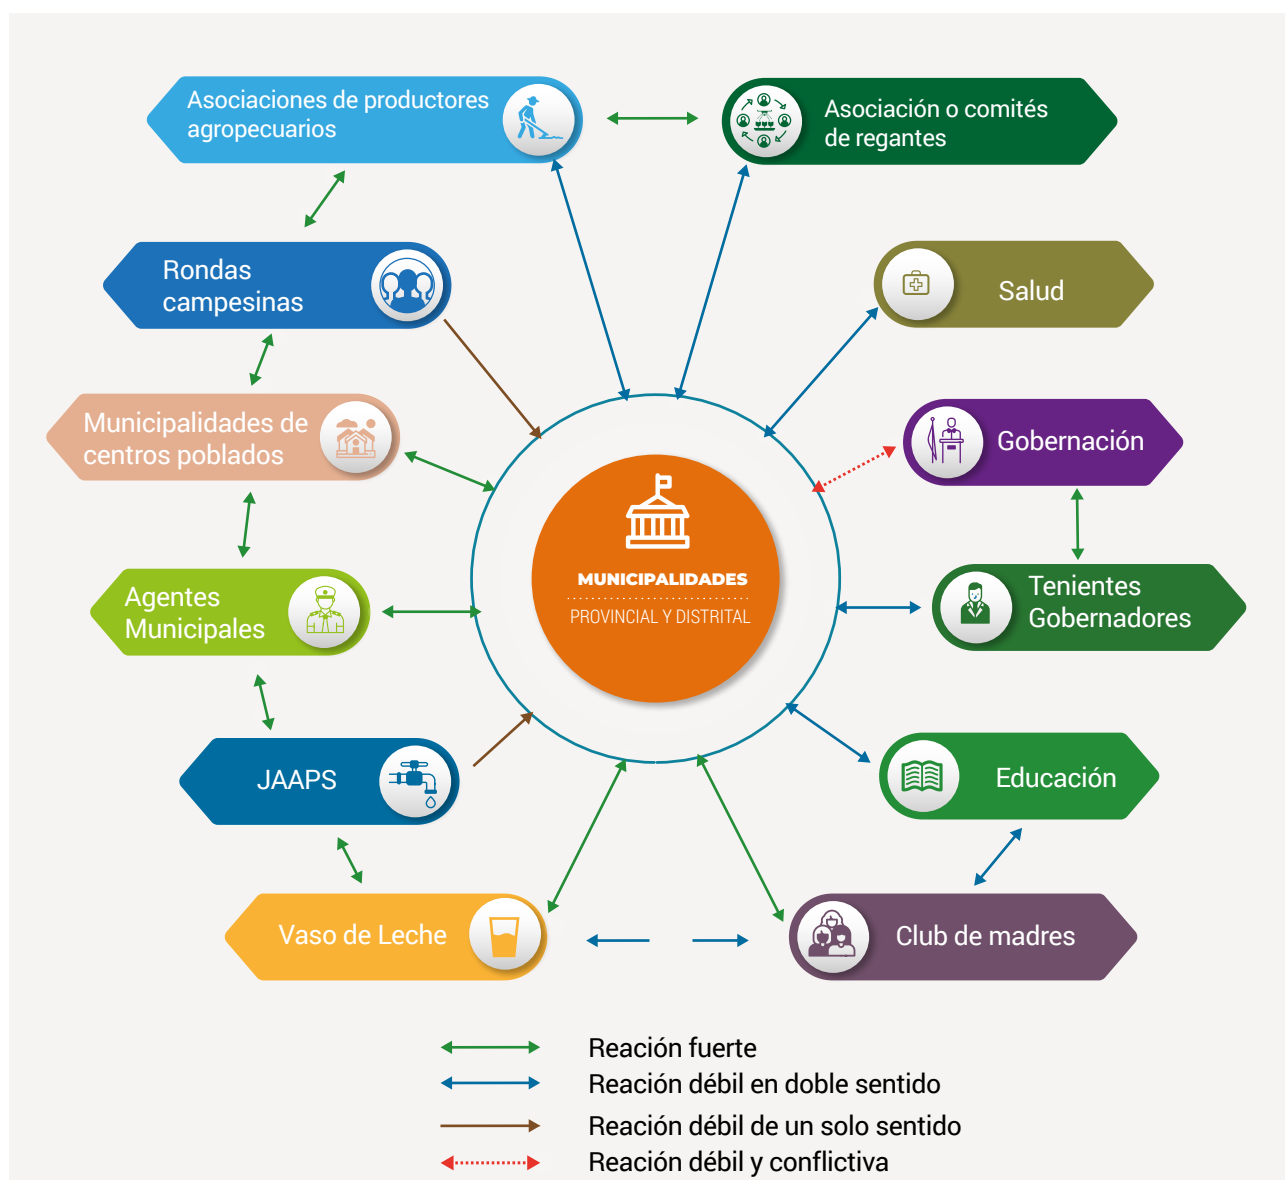 Asociaciones de productores
agropecuarios
Asociación o comités
de regantes
Rondas
campesinas
Salud
Municipalidades de
centros poblados
Gobernación
MUNICIPALIDADES
PROVINCIAL Y DISTRITAL
Agentes
Municipales
Tenientes
Gobernadores
JAAPS
Educación
Vaso de Leche
Club de madres
Reación fuerte
Reación débil en doble sentido
Reación débil de un solo sentido
Reación débil y conflictiva